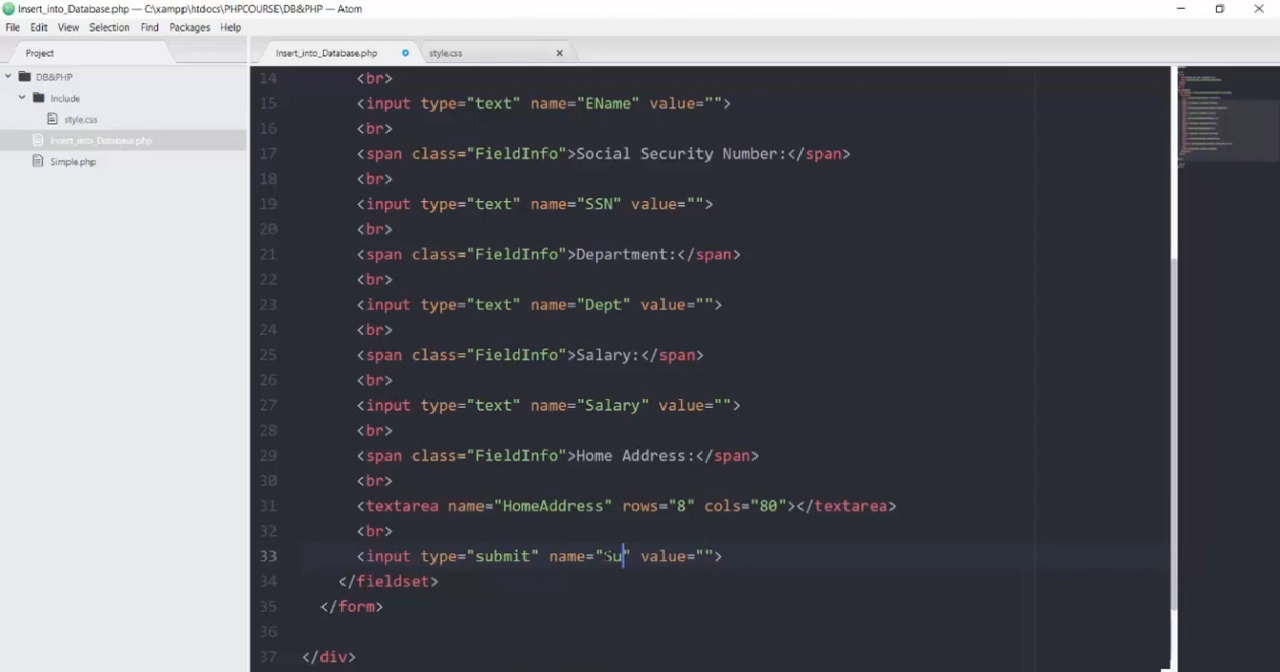 Insert_into_Database.php — C:\xampp\htdocs\PHPCOURSE\DB&PHP — Atom
File Edit View Selection Find Packages Help
Project
Insert_into_Database.php
style.css
DB&PHP
Include
style.css
Insert_into_Database.php
Simple.php
14 <br>
15 <input type="text" name="EName" value="">
16 <br>
17 <span class="FieldInfo">Social Security Number:</span>
18 <br>
19 <input type="text" name="SSN" value="">
20 <br>
21 <span class="FieldInfo">Department:</span>
22 <br>
23 <input type="text" name="Dept" value="">
24 <br>
25 <span class="FieldInfo">Salary:</span>
26 <br>
27 <input type="text" name="Salary" value="">
28 <br>
29 <span class="FieldInfo">Home Address:</span>
30 <br>
31 <textarea name="HomeAddress" rows="8" cols="80"></textarea>
32 <br>
33 <input type="submit" name="Su" value="">
34 </fieldset>
35 </form>
36
37 </div>